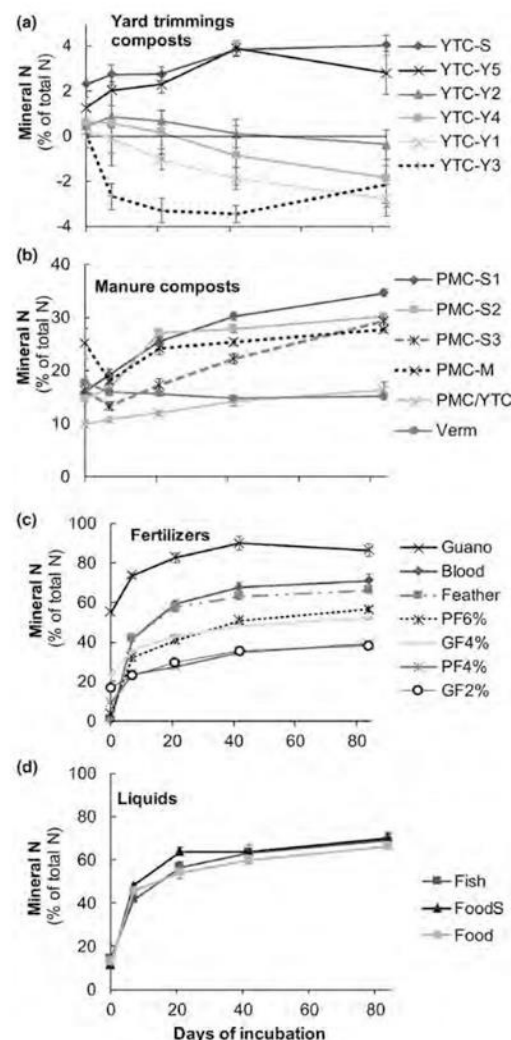 (a)
Yard trimmings
composts
Mineral N
(% of total N)
4
2
0
-2
-4
YTC-S
YTC-Y5
YTC-Y2
YTC-Y4
YTC-Y1
YTC-Y3
(b)
Manure composts
Mineral N
(% of total N)
40
30
20
10
0
PMC-S1
PMC-S2
PMC-S3
PMC-M
PMC/YTC
Verm
(c)
Fertilizers
Mineral N
(% of total N)
100
80
60
40
20
0
0 20 40 60 80
Guano
Blood
Feather
PF6%
GF4%
PF4%
GF2%
(d)
Liquids
Mineral N
(% of total N)
100
80
60
40
20
0
0 20 40 60 80
Fish
FoodS
Food
Days of incubation